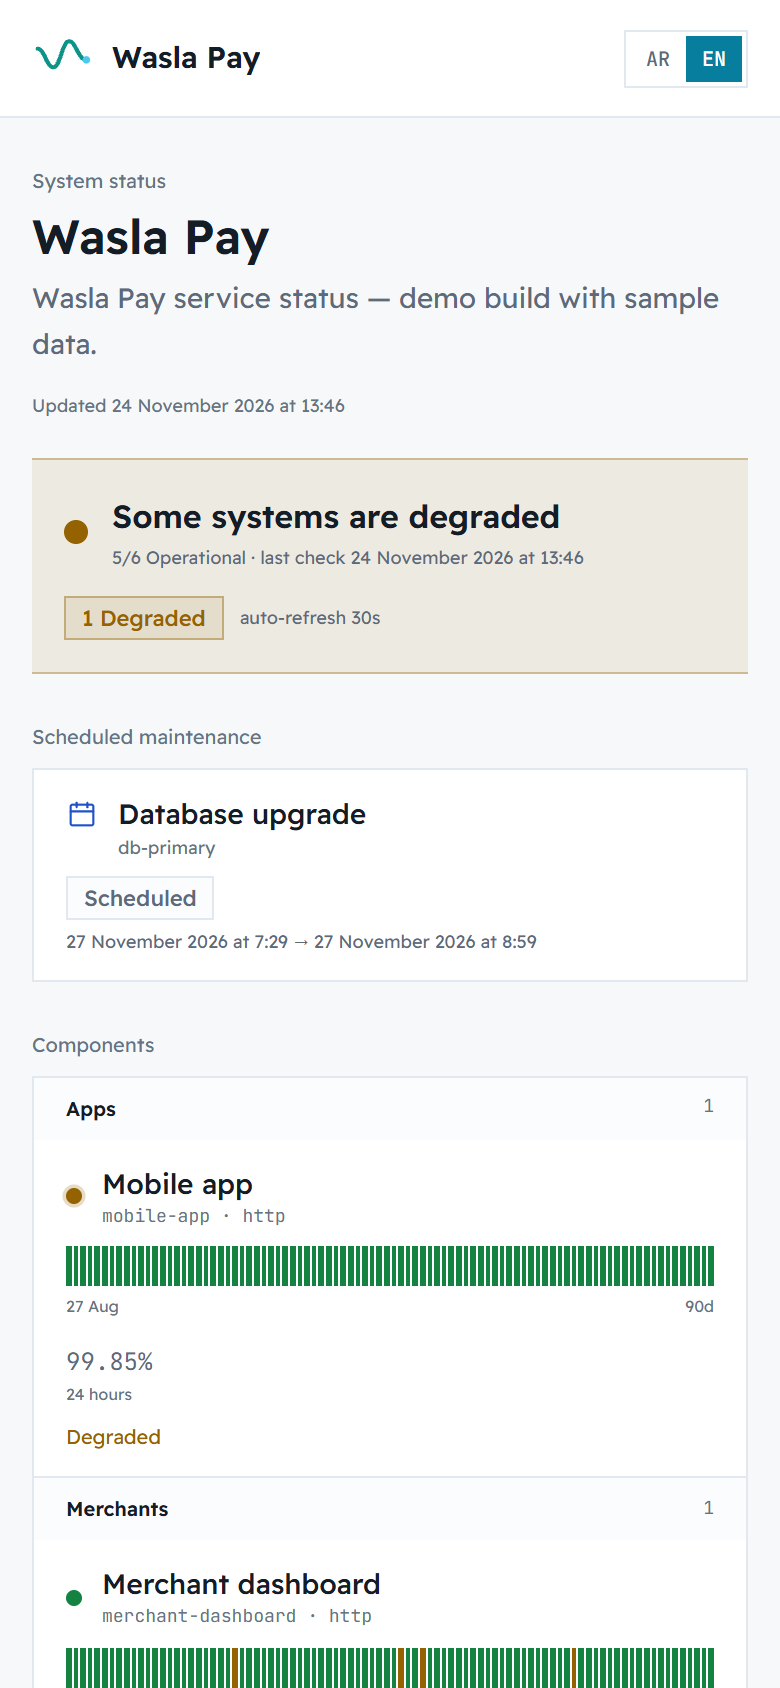 Wasla Pay
AR EN
System status
Wasla Pay
Wasla Pay service status — demo build with sample
data.
Updated 24 November 2026 at 13:46
Some systems are degraded
5/6 Operational · last check 24 November 2026 at 13:46
1 Degraded auto-refresh 30s
Scheduled maintenance
Database upgrade
db-primary
Scheduled
27 November 2026 at 7:29 → 27 November 2026 at 8:59
Components
Apps 1
Mobile app
mobile-app · http
27 Aug 90d
99.85%
24 hours
Degraded
Merchants 1
Merchant dashboard
merchant-dashboard · http